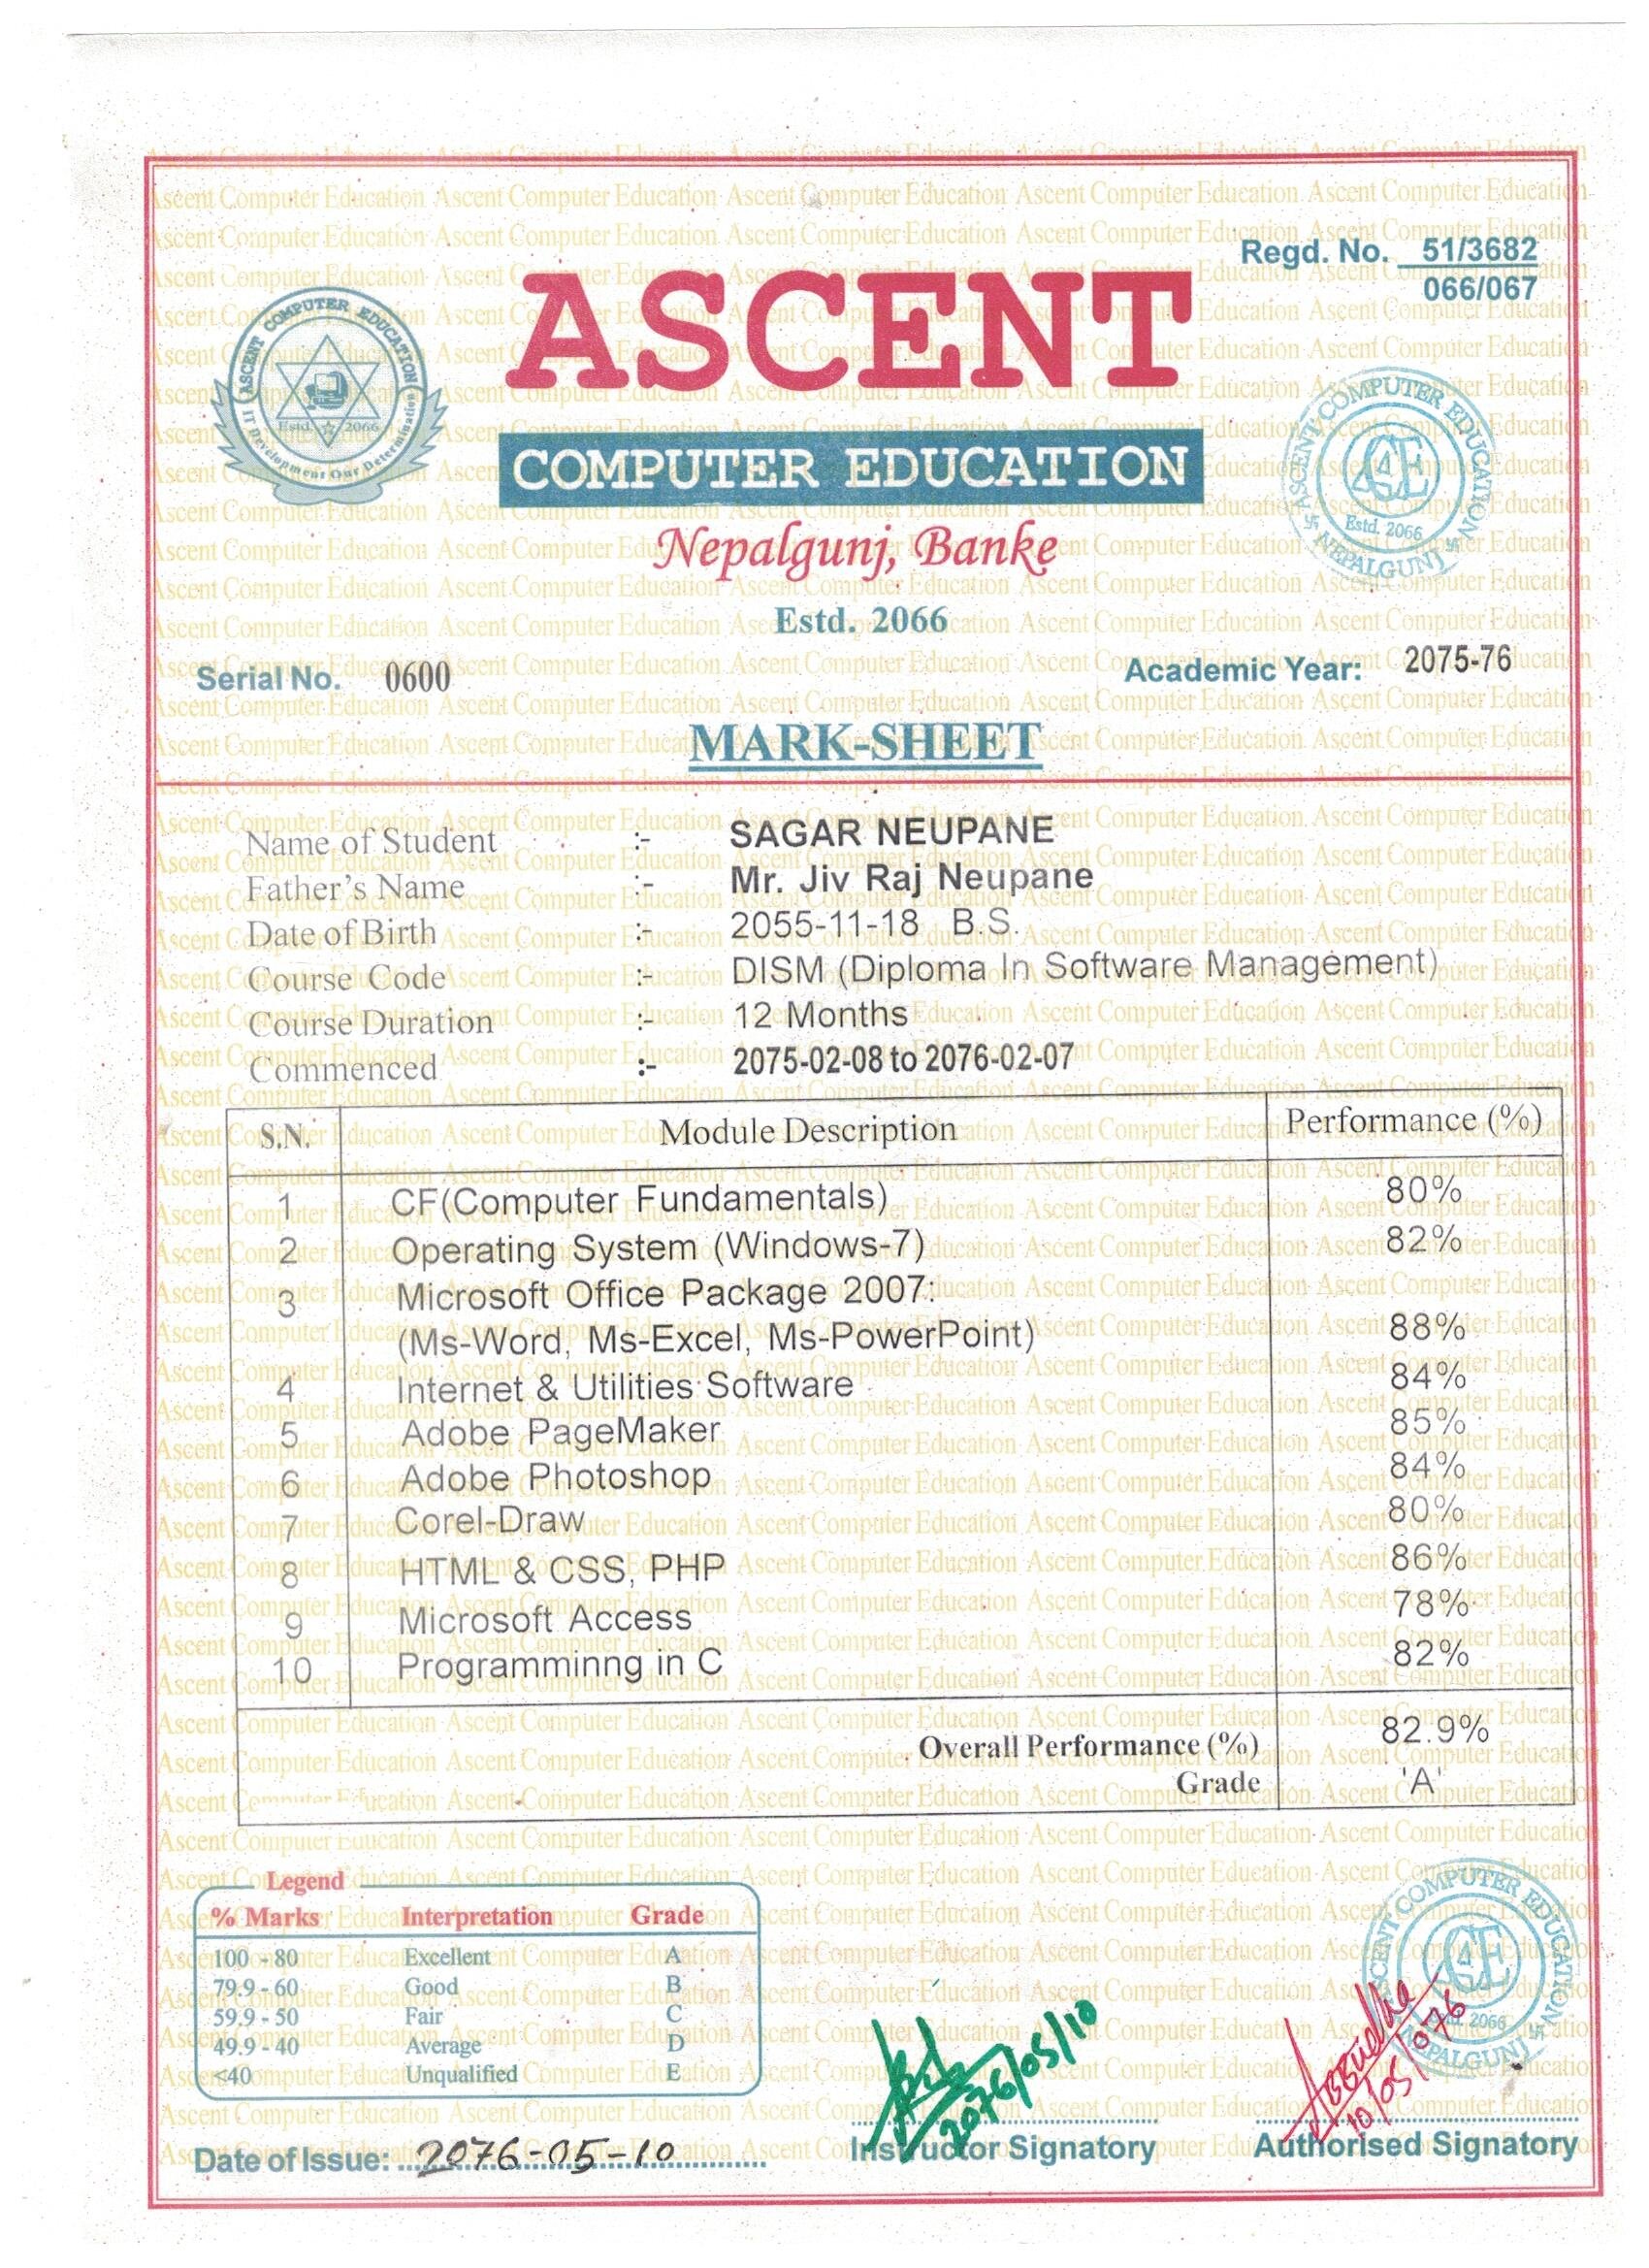 Regd. No. 51/3682
066/067
ASCENT COMPUTER EDUCATION
Estd. 2066
IT Development Our Determination
ASCENT
COMPUTER EDUCATION
Nepalgunj, Banke
Estd. 2066
ASCENT COMPUTER EDUCATION
ACE
Estd. 2066
NEPALGUNJ
Serial No. 0600
Academic Year: 2075-76
MARK-SHEET
Name of Student :- SAGAR NEUPANE
Father's Name :- Mr. Jiv Raj Neupane
Date of Birth :- 2055-11-18 B.S.
Course Code :- DISM (Diploma In Software Management)
Course Duration :- 12 Months
Commenced :- 2075-02-08 to 2076-02-07
S.N. Module Description Performance (%)
1 CF(Computer Fundamentals) 80%
2 Operating System (Windows-7) 82%
3 Microsoft Office Package 2007:
(Ms-Word, Ms-Excel, Ms-PowerPoint) 88%
4 Internet & Utilities Software 84%
5 Adobe PageMaker 85%
6 Adobe Photoshop 84%
7 Corel-Draw 80%
8 HTML & CSS, PHP 86%
9 Microsoft Access 78%
10 Programminng in C 82%
Overall Performance (%) 82.9%
Grade 'A'
Legend
% Marks Interpretation Grade
100 - 80 Excellent A
79.9 - 60 Good B
59.9 - 50 Fair C
49.9 - 40 Average D
<40 Unqualified E
ASCENT COMPUTER EDUCATION
ACE
Estd. 2066
NEPALGUNJ
2076/05/10
10/05/076
Date of Issue: 2076-05-10
Instructor Signatory
Authorised Signatory